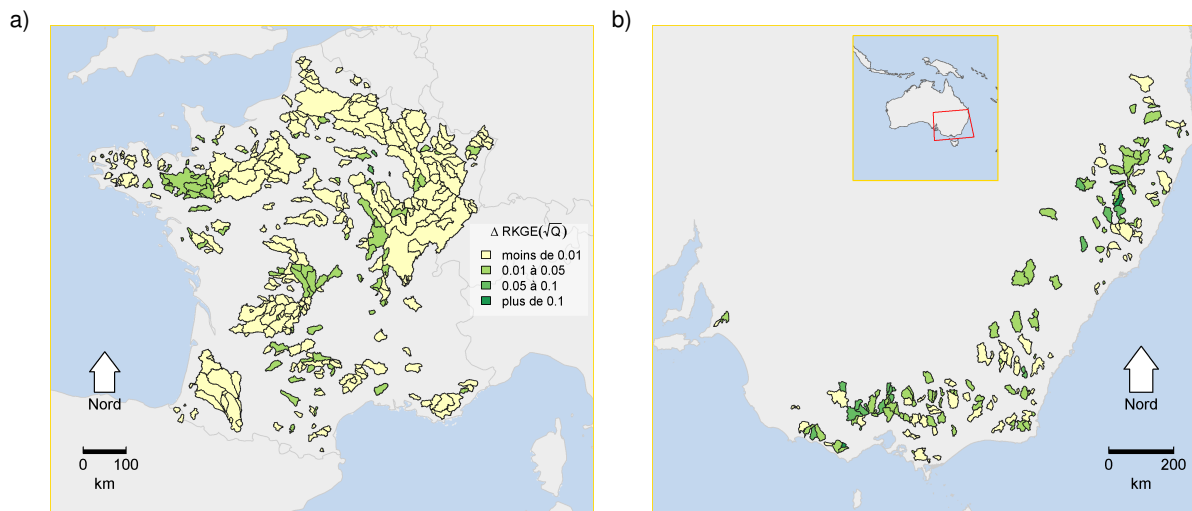 a)
Δ RKGE(√Q)
moins de 0.01
0.01 à 0.05
0.05 à 0.1
plus de 0.1
Nord
0 100
km
b)
Nord
0 200
km